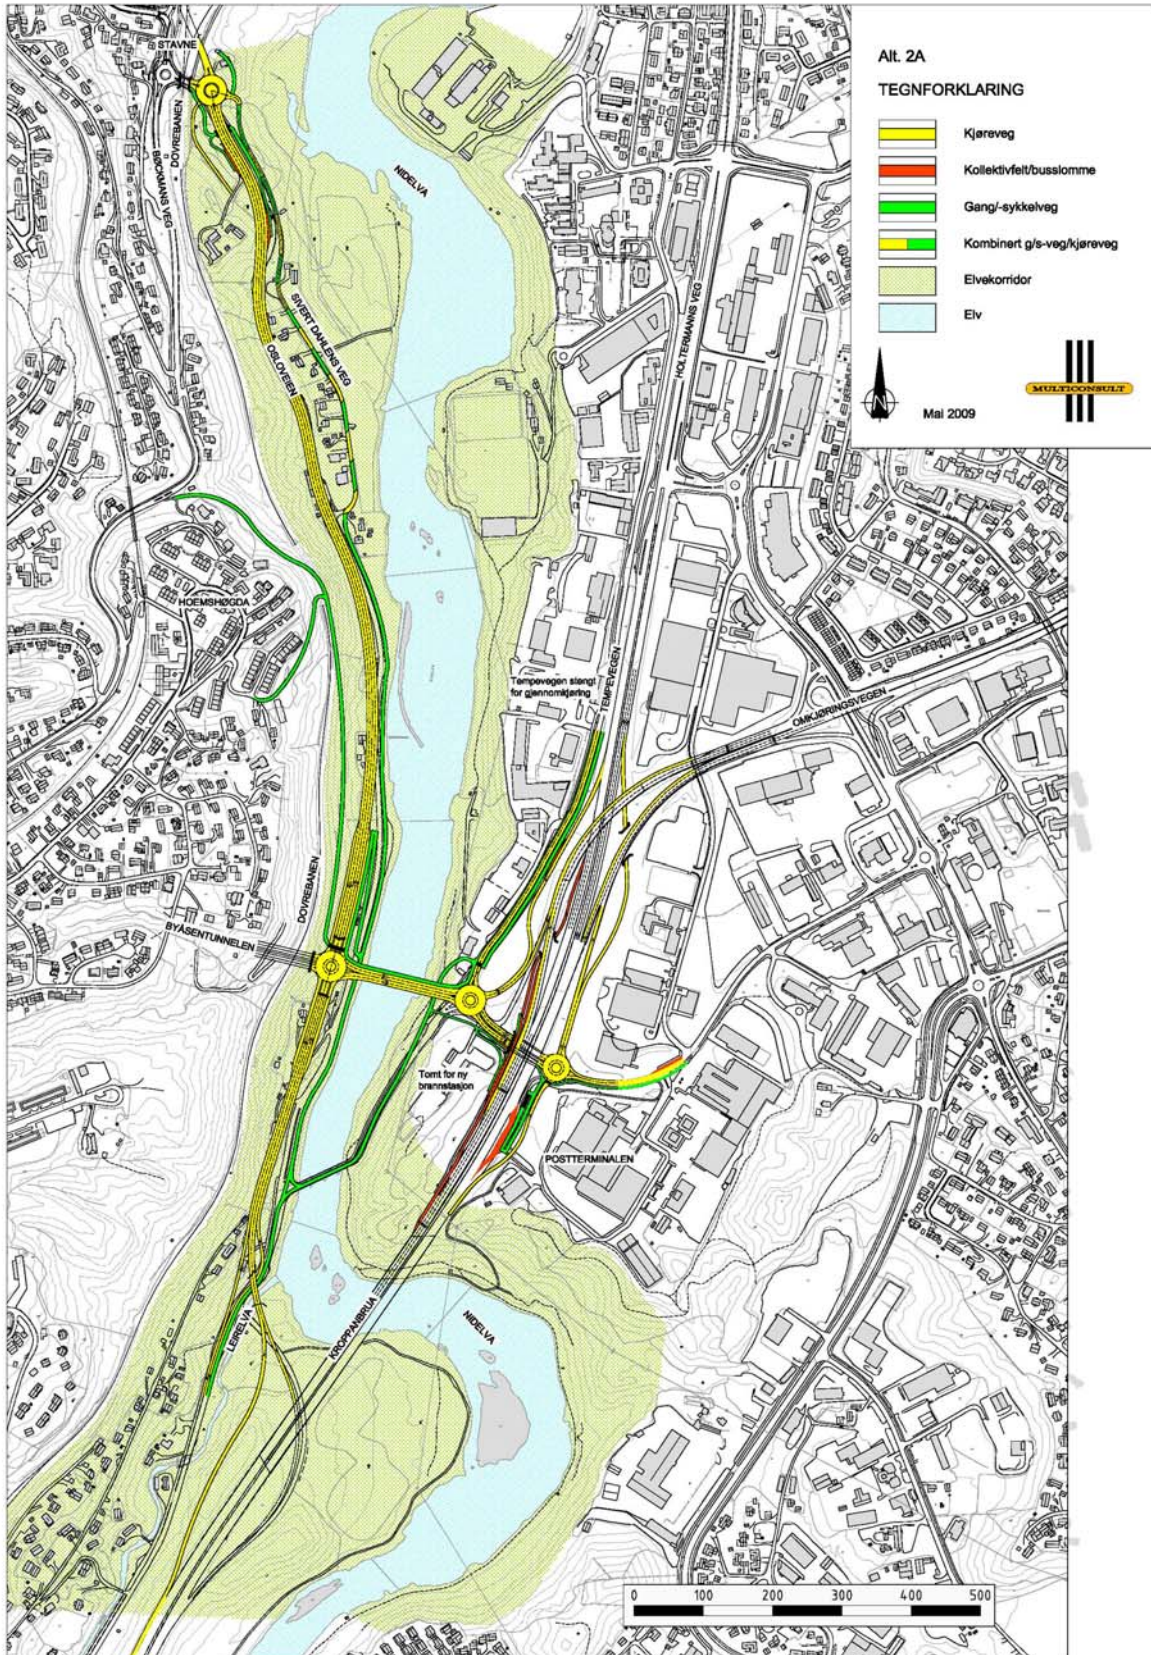 Alt. 2A
TEGNFORKLARING
Kjøreveg
Kollektivfelt/busslomme
Gang/-sykkelveg
Kombinert g/s-veg/kjøreveg
Elvekorridor
Elv
N
Mai 2009
MULTICONSULT
STAVNE
DOVREBANEN
BØCKMANS VEG
NIDELVA
SIVERT DAHLENS VEG
OSLOVEIEN
HOLTERMANNS VEG
HOEMSHØGDA
Tempevegen stengt
for gjennomkjøring
TEMPEVEGEN
OMKJØRINGSVEGEN
DOVREBANEN
BYÅSENTUNNELEN
Tomt for ny
brannstasjon
POSTTERMINALEN
LEIRELVA
KROPPANBRUA
NIDELVA
0 100 200 300 400 500